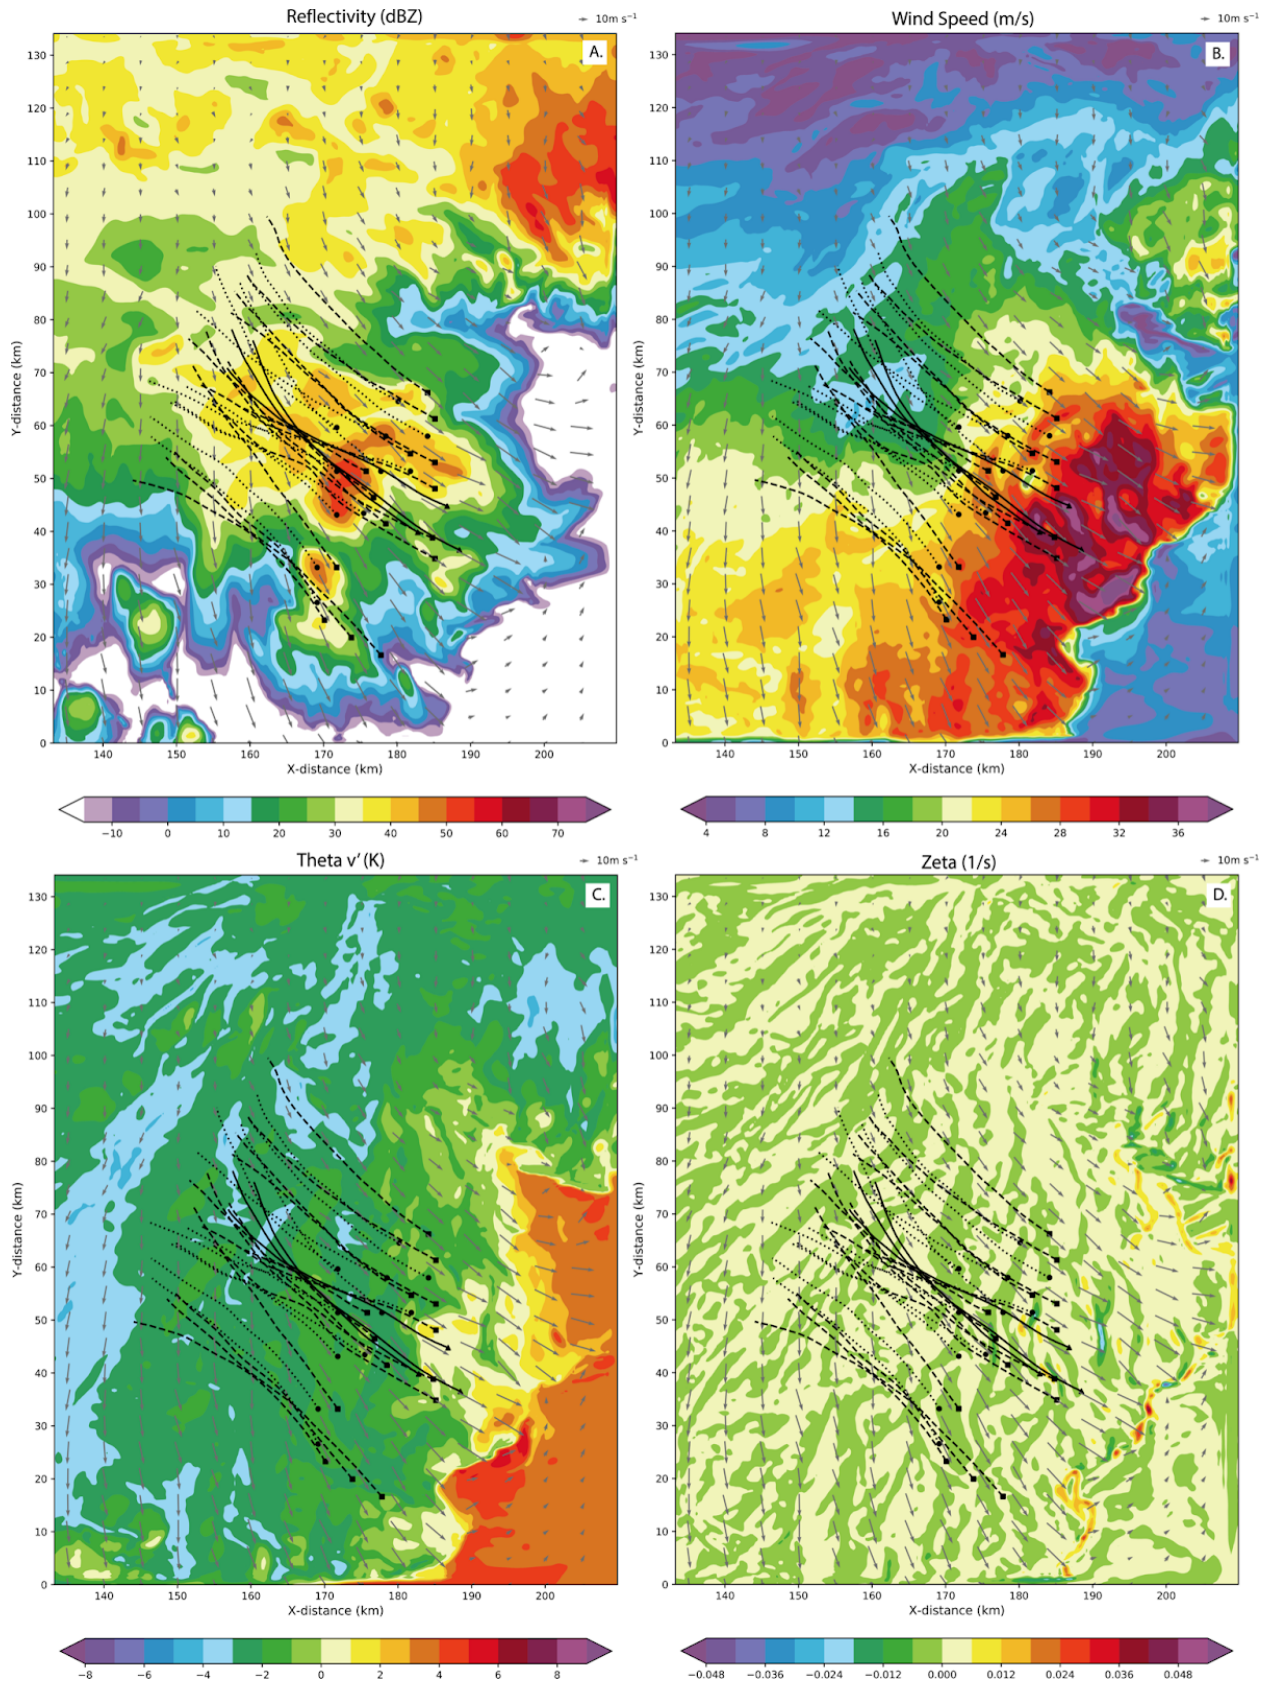 Reflectivity (dBZ)
10m s⁻¹
A.
130
120
110
100
90
80
70
60
50
40
30
20
10
0
Y-distance (km)
140 150 160 170 180 190 200
X-distance (km)
−10 0 10 20 30 40 50 60 70
Wind Speed (m/s)
10m s⁻¹
B.
130
120
110
100
90
80
70
60
50
40
30
20
10
0
Y-distance (km)
140 150 160 170 180 190 200
X-distance (km)
4 8 12 16 20 24 28 32 36
Theta v’ (K)
10m s⁻¹
C.
130
120
110
100
90
80
70
60
50
40
30
20
10
0
Y-distance (km)
140 150 160 170 180 190 200
X-distance (km)
−8 −6 −4 −2 0 2 4 6 8
Zeta (1/s)
10m s⁻¹
D.
130
120
110
100
90
80
70
60
50
40
30
20
10
0
Y-distance (km)
140 150 160 170 180 190 200
X-distance (km)
−0.048 −0.036 −0.024 −0.012 0.000 0.012 0.024 0.036 0.048